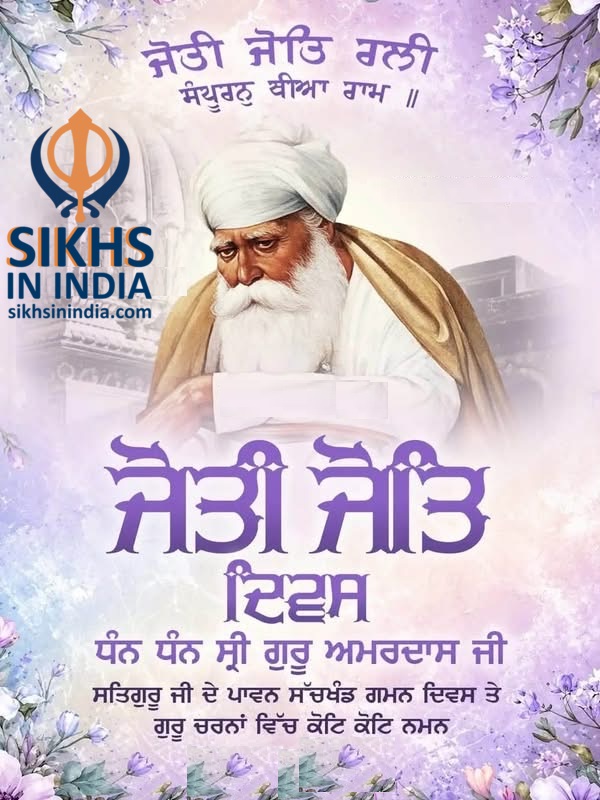 ਜੋਤੀ ਜੋਤਿ ਰਲੀ
ਸੰਪੂਰਨੁ ਥੀਆ ਰਾਮ ॥
SIKHS
IN INDIA
sikhsinindia.com
ਜੋਤੀ ਜੋਤਿ
ਦਿਵਸ
ਧੰਨ ਧੰਨ ਸ੍ਰੀ ਗੁਰੂ ਅਮਰਦਾਸ ਜੀ
ਸਤਿਗੁਰੂ ਜੀ ਦੇ ਪਾਵਨ ਸੱਚਖੰਡ ਗਮਨ ਦਿਵਸ ਤੇ
ਗੁਰੂ ਚਰਨਾਂ ਵਿੱਚ ਕੋਟਿ ਕੋਟਿ ਨਮਨ